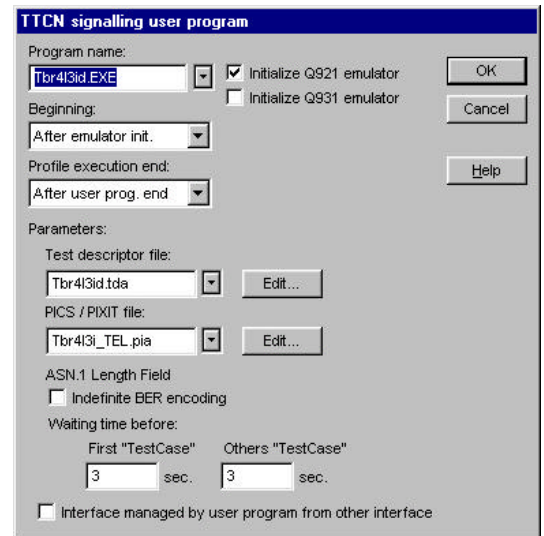 TTCN signalling user program
Program name:
Tbr4l3id.EXE
Initialize Q921 emulator
OK
Initialize Q931 emulator
Beginning:
Cancel
After emulator init.
Profile execution end:
Help
After user prog. end
Parameters:
Test descriptor file:
Tbr4l3id.tda
Edit...
PICS / PIXIT file:
Tbr4l3i_TEL.pia
Edit...
ASN.1 Length Field
Indefinite BER encoding
Waiting time before:
First "TestCase" Others "TestCase"
3 sec. 3 sec.
Interface managed by user program from other interface